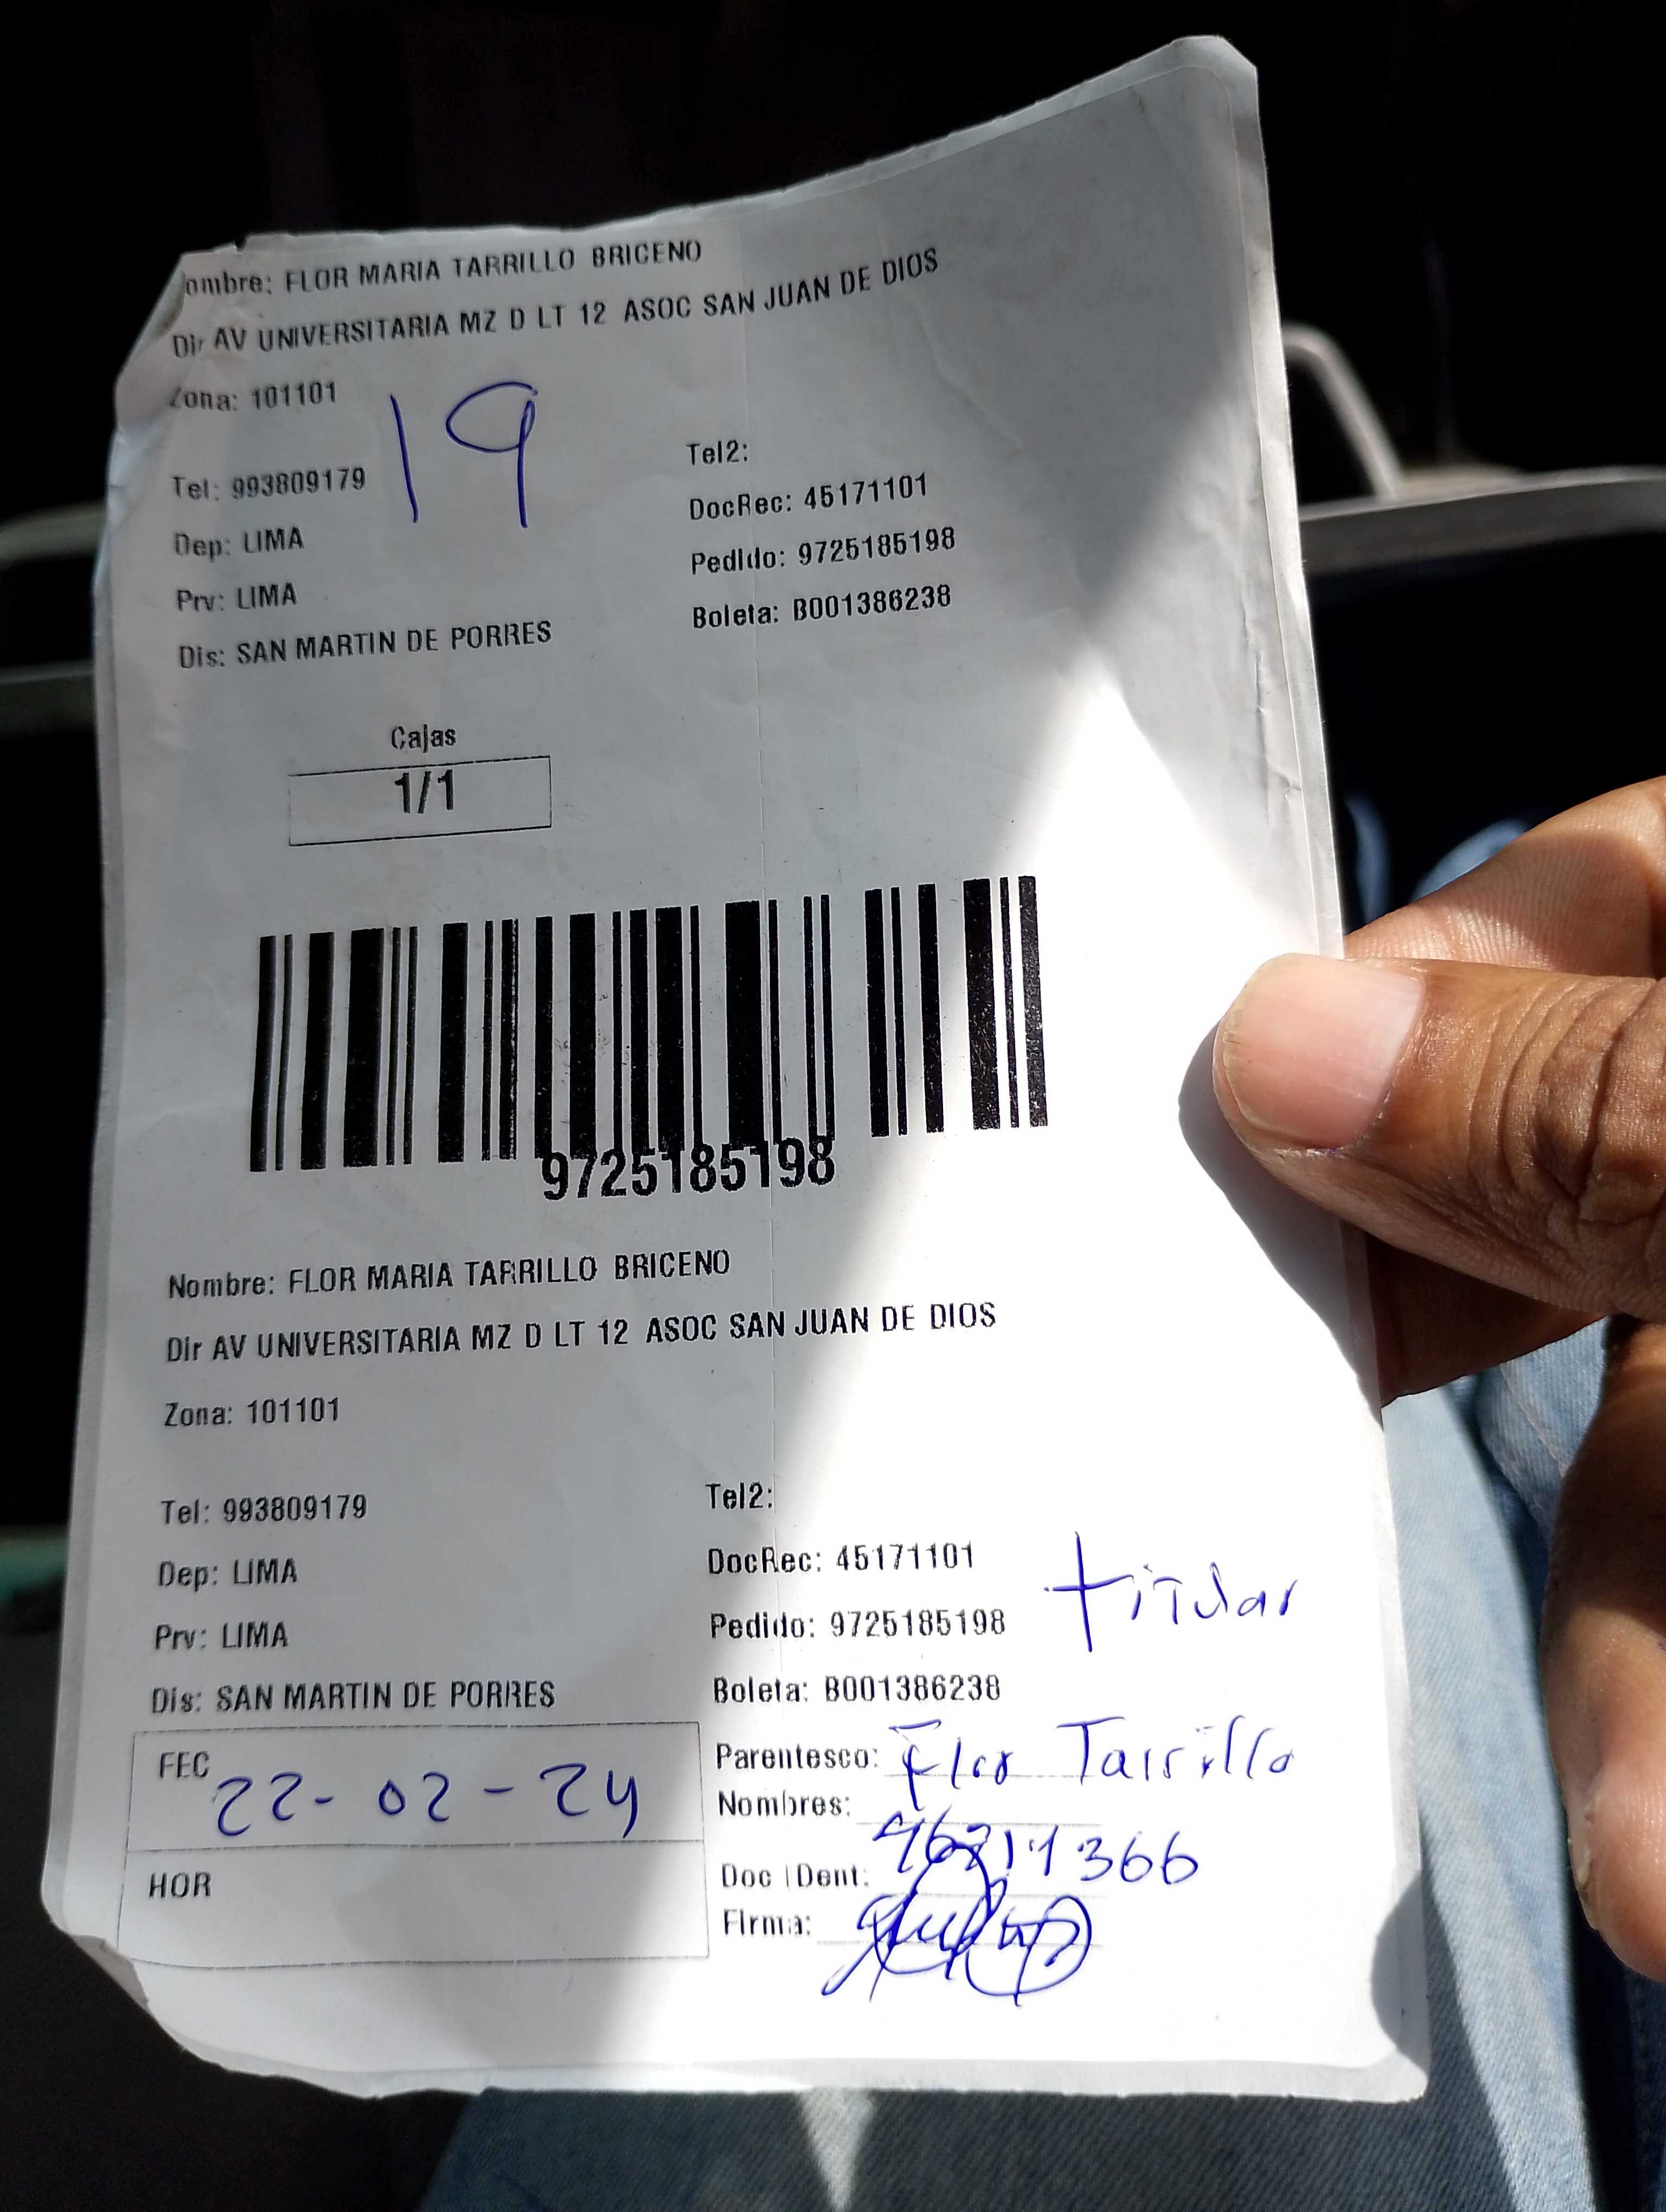 ombre: FLOR MARIA TARRILLO BRICENO
Dir AV UNIVERSITARIA MZ D LT 12 ASOC SAN JUAN DE DIOS
Zona: 101101
19
Tel: 993809179
Tel2:
Dep: LIMA
DocRec: 45171101
Prv: LIMA
Pedido: 9725185198
Dis: SAN MARTIN DE PORRES
Boleta: B001386238
Cajas
1/1
9725185198
Nombre: FLOR MARIA TARRILLO BRICENO
Dir AV UNIVERSITARIA MZ D LT 12 ASOC SAN JUAN DE DIOS
Zona: 101101
Tel: 993809179
Tel2:
Dep: LIMA
DocRec: 45171101
titular
Prv: LIMA
Pedido: 9725185198
Dis: SAN MARTIN DE PORRES
Boleta: B001386238
FEC 22-02-24
Parentesco: Flor Tarrillo
Nombres:
HOR
Doc IDent:
Firma: